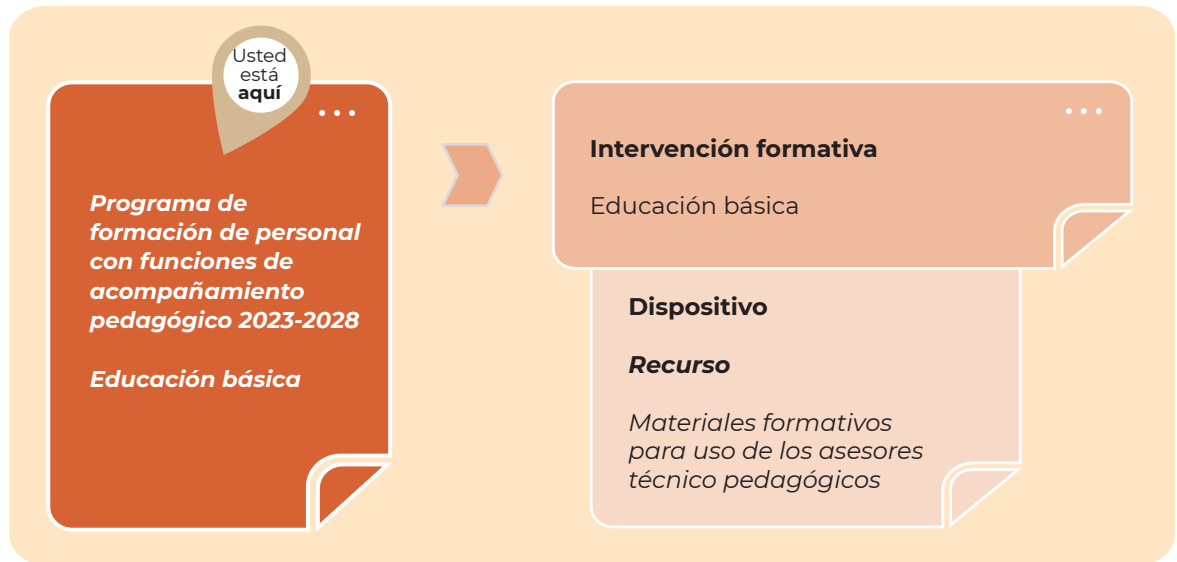 Usted
está
aquí
Programa de
formación de personal
con funciones de
acompañamiento
pedagógico 2023-2028
Educación básica
Intervención formativa
Educación básica
Dispositivo
Recurso
Materiales formativos
para uso de los asesores
técnico pedagógicos